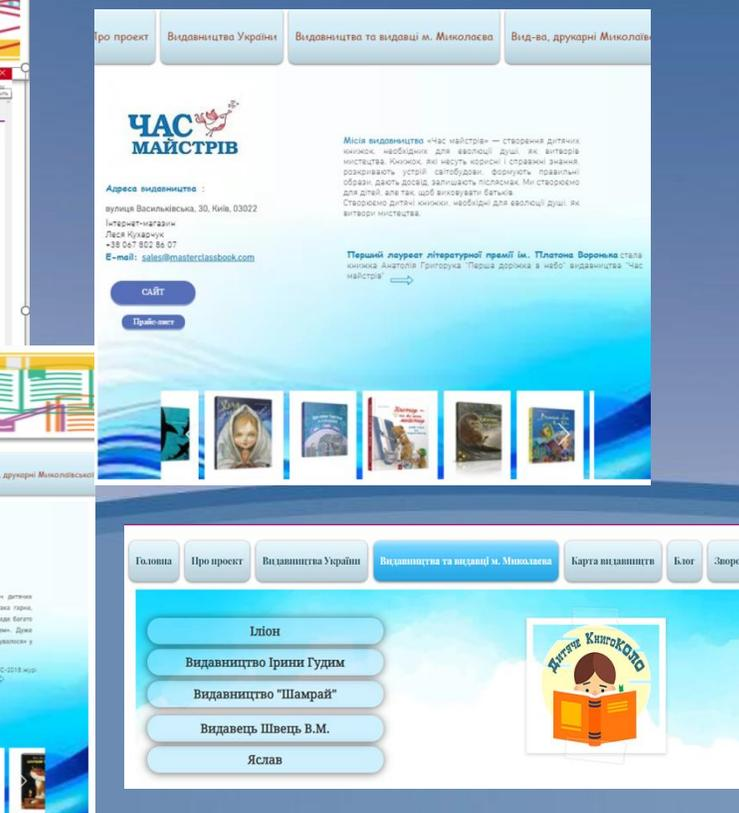 Про проект
Видавництва України
Видавництва та видавці м. Миколаєва
Вид-ва, друкарні
ЧАС
МАЙСТРІВ
Адреса видавництва :
вулиця Васильківська, 30, Київ, 03022
Інтернет-магазин
Леся Кухарчук
+38 067 802 86 07
E-mail: sales@masterclassbook.com
САЙТ
Прайс-лист
Місія видавництва «Час майстрів» — створення дитячих
книжок, необхідних для еволюції душі, як витворів
мистецтва. Книжок, які несуть корисні і справжні знання,
розкривають устрій світобудови, формують правильні
образи, дають досвід, залишають післясмак. Ми створюємо
для дітей, але так, щоб виховувати батьків.
Створюємо дитячі книжки, необхідні для еволюції душі, як
витвори мистецтва.
Перший лауреат літературної премії ім. Платона Воронька стала
книжка Анатолія Григорука "Перша доріжка в небо" видавництва "Час
майстрів"
друкарні Миколаївської
дитячих
гарна,
багато
Дуже
у
Головна
Про проект
Видавництва України
Видавництва та видавці м. Миколаєва
Карта видавництв
Блог
Іліон
Видавництво Ірини Гудим
Видавництво "Шамрай"
Видавець Швець В.М.
Яслав
Дитяче КнигоКОЛО